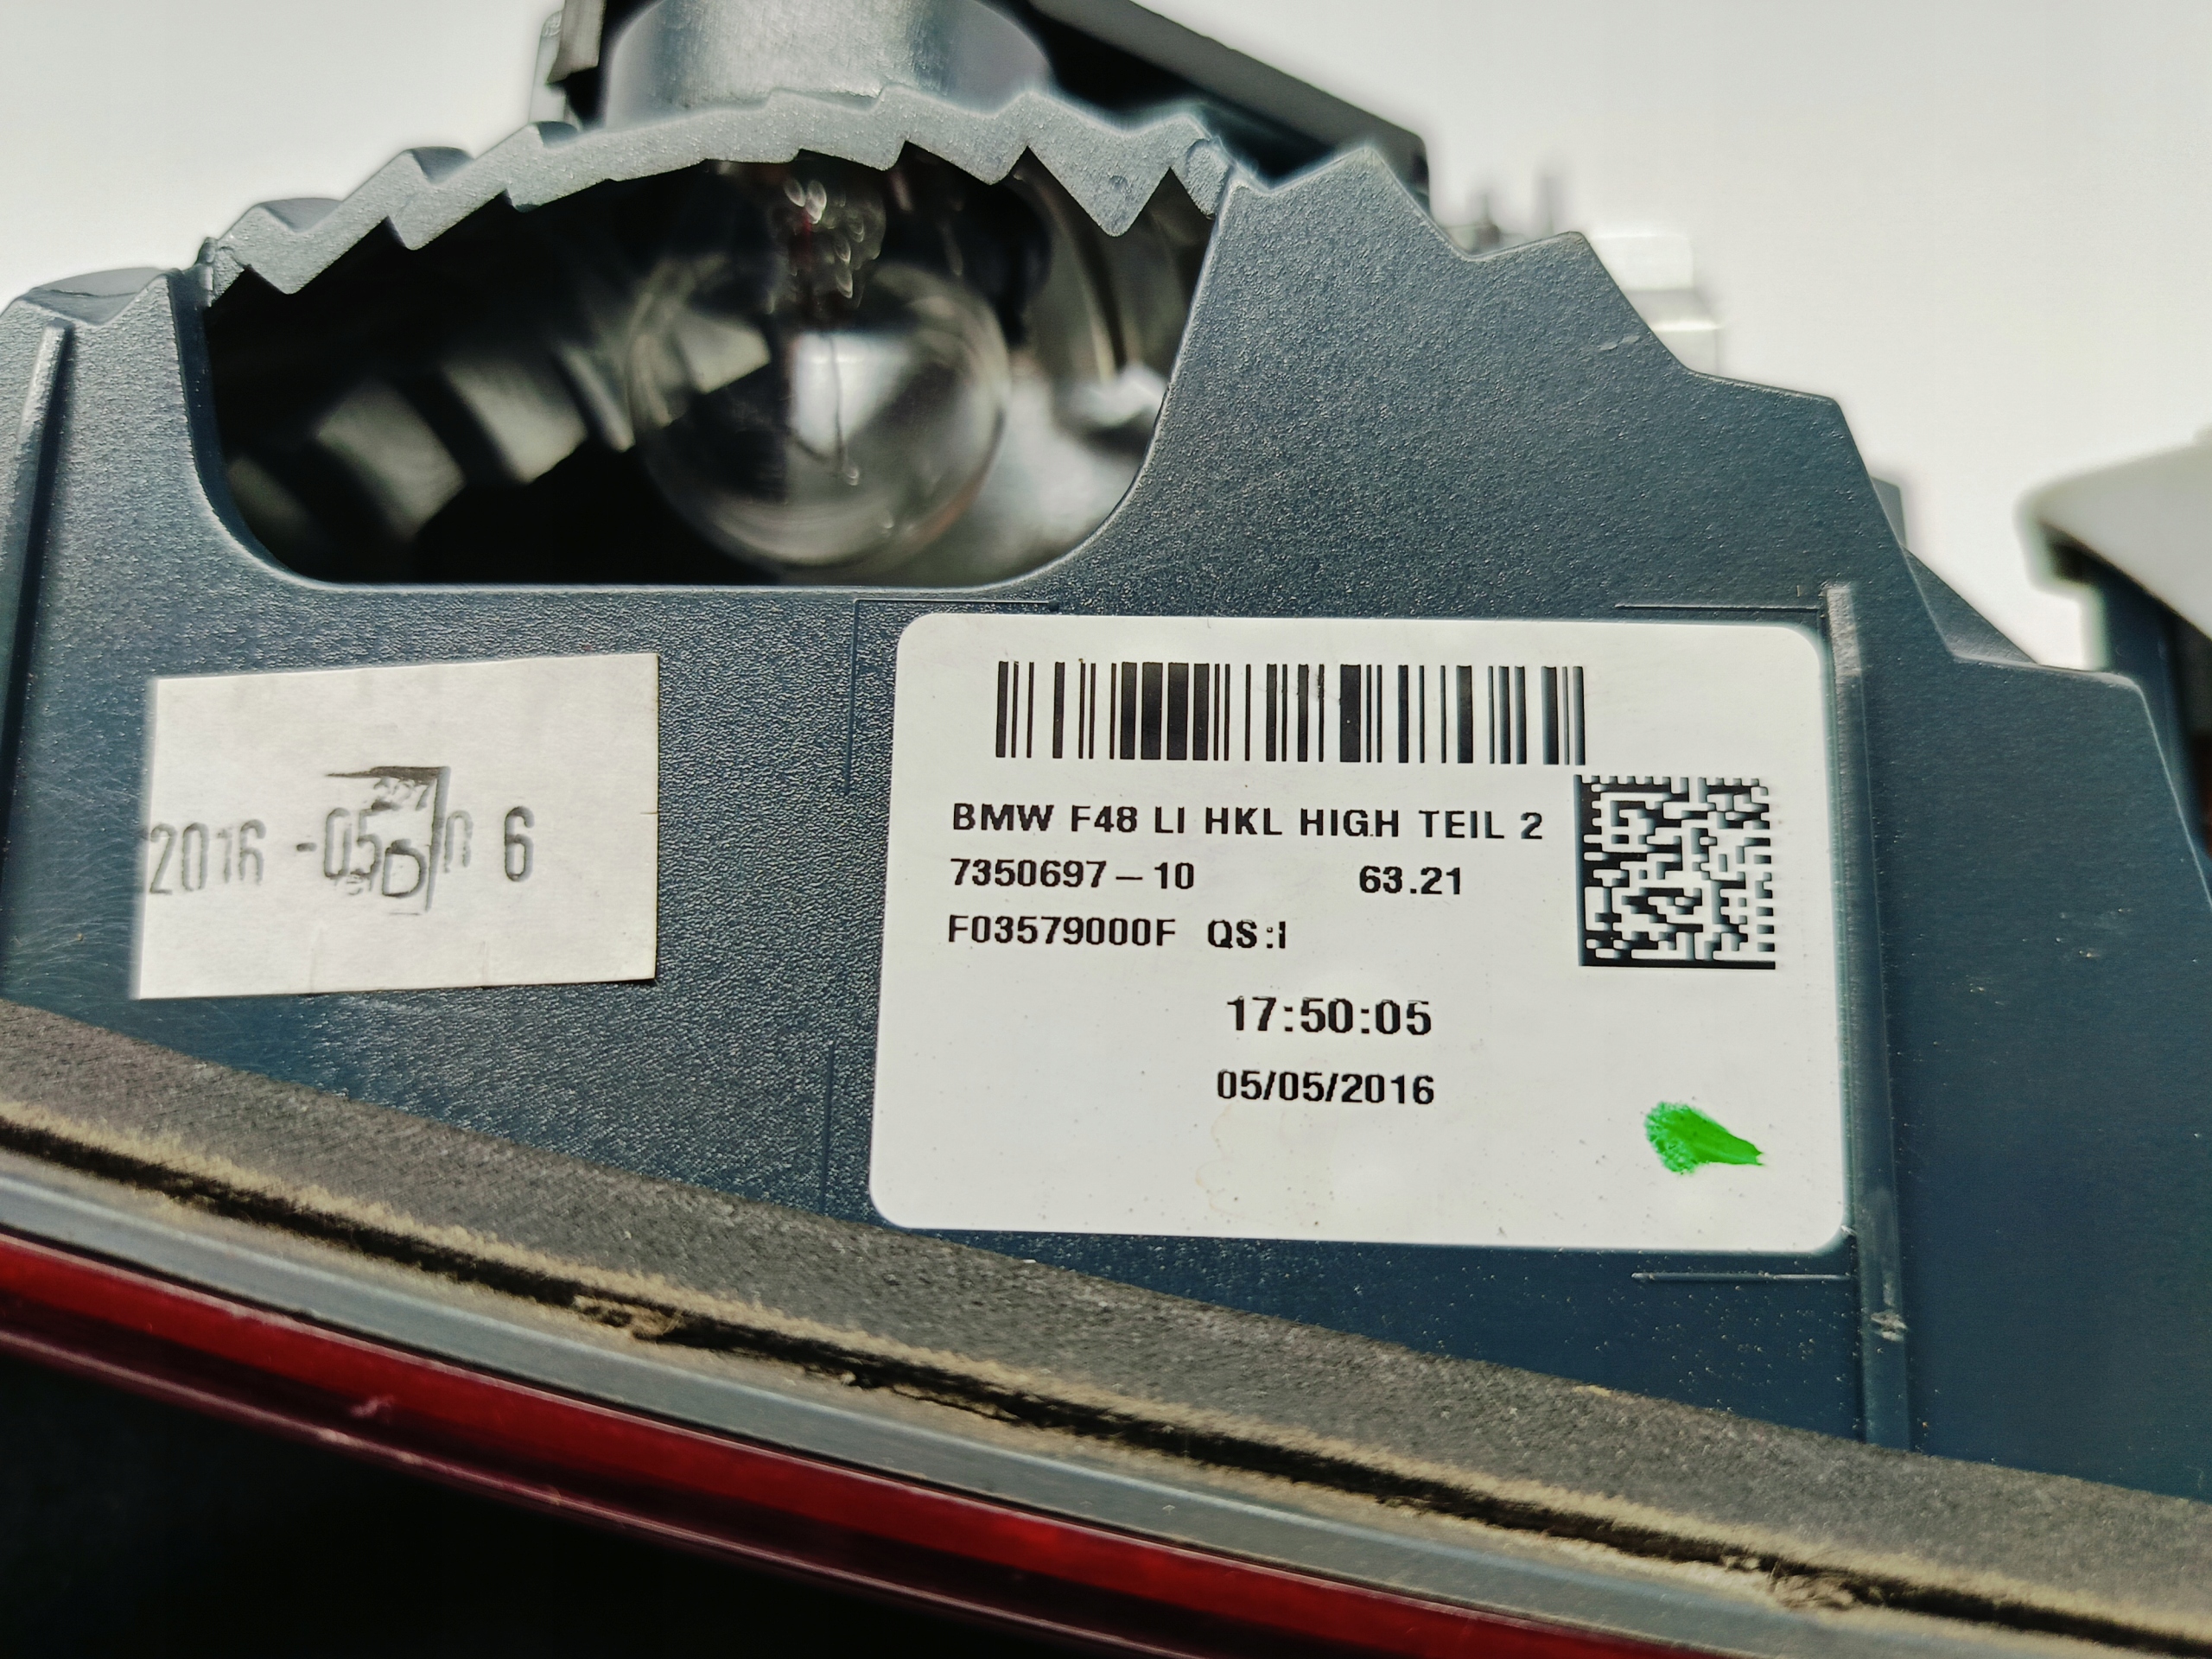 BMW F48 LI HKL HIGH TEIL 2
7350697-10 63.21
F03579000F QS:I
17:50:05
05/05/2016
2016 -05 6